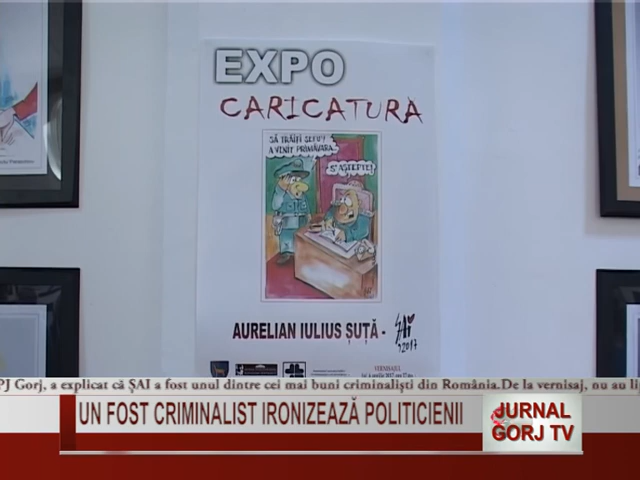 EXPO
CARICATURA
SĂ TRĂIȚI ȘEFU'!
A VENIT PRIMĂVARA...
S'AȘTEPTE!
AURELIAN IULIUS ȘUȚĂ - ȘAI
2017
VERNISAJUL
PJ Gorj, a explicat că ȘAI a fost unul dintre cei mai buni criminaliști din România.De la vernisaj, nu au li
UN FOST CRIMINALIST IRONIZEAZĂ POLITICIENII
JURNAL
GORJ TV